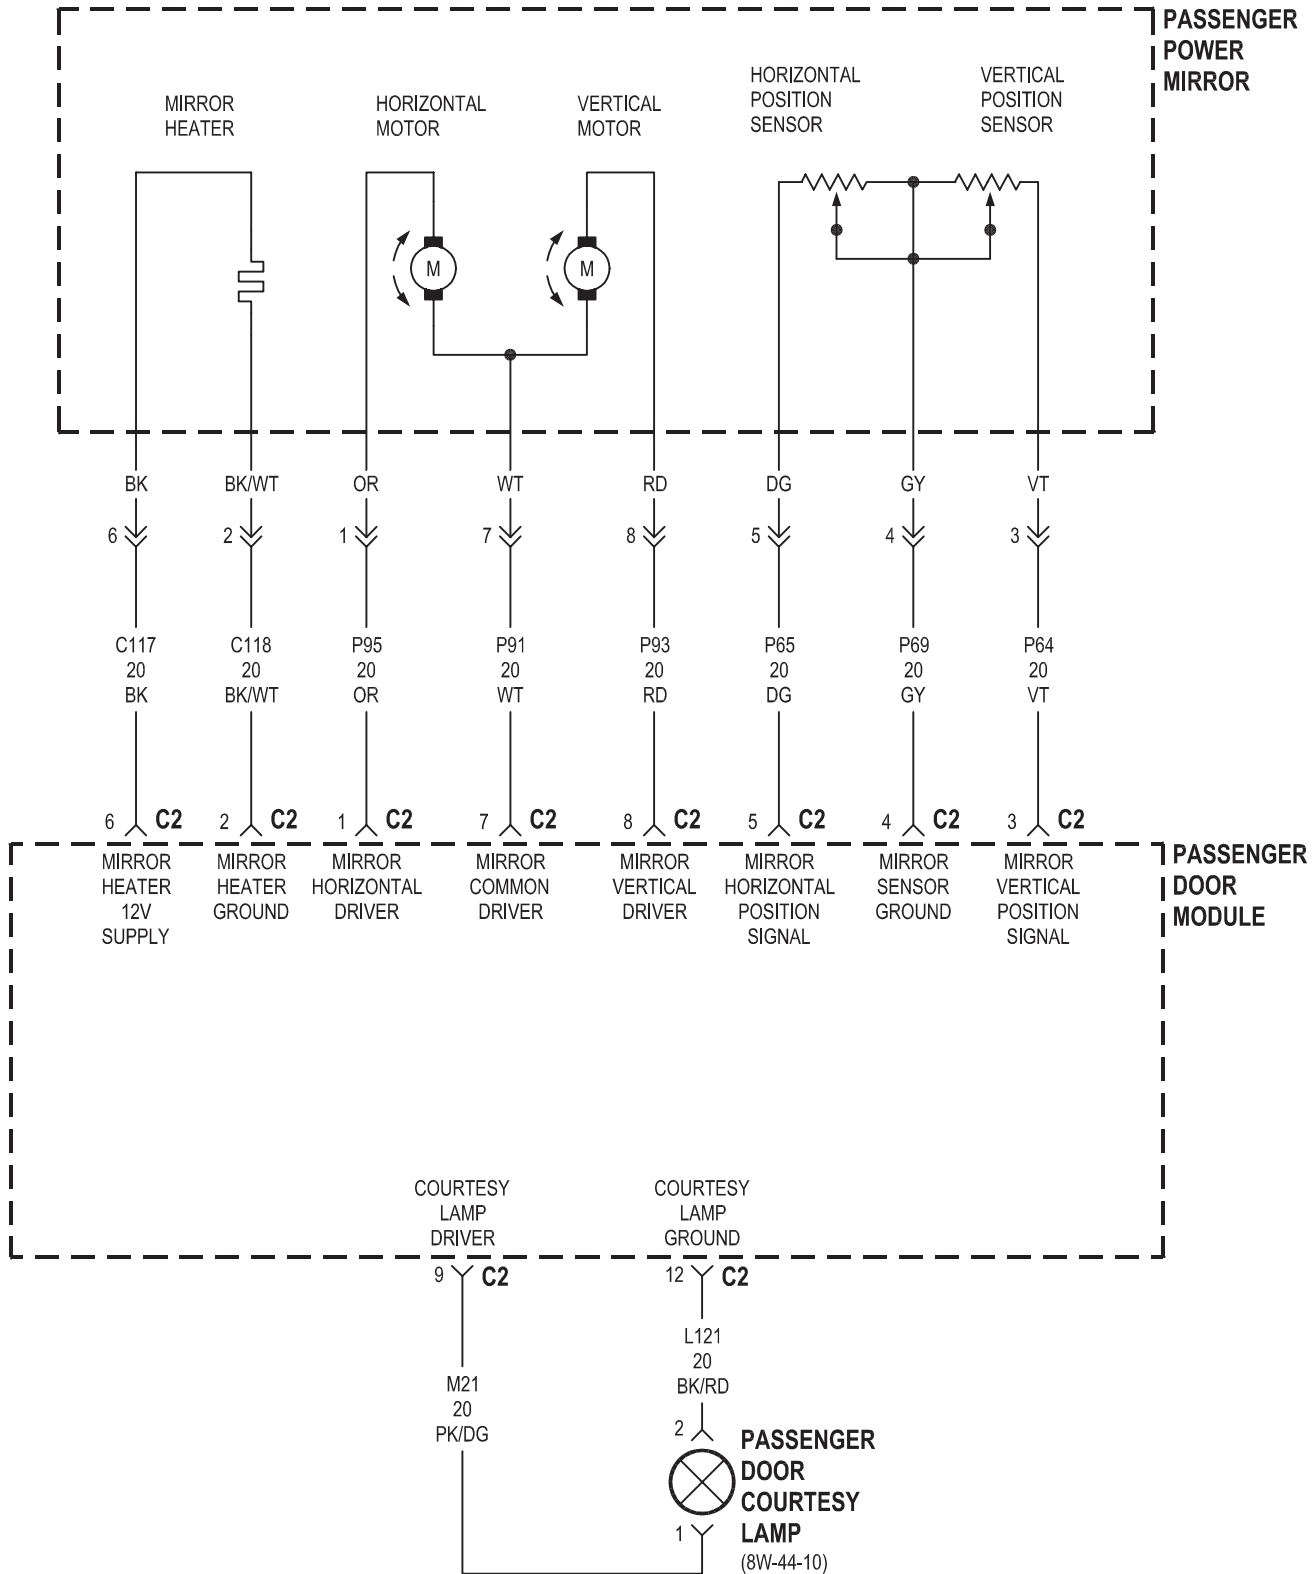 PASSENGER
POWER
MIRROR
MIRROR
HEATER
HORIZONTAL
MOTOR
VERTICAL
MOTOR
HORIZONTAL
POSITION
SENSOR
VERTICAL
POSITION
SENSOR
M
M
BK BK/WT OR WT RD DG GY VT
6 2 1 7 8 5 4 3
C117
20
BK
C118
20
BK/WT
P95
20
OR
P91
20
WT
P93
20
RD
P65
20
DG
P69
20
GY
P64
20
VT
6 C2 2 C2 1 C2 7 C2 8 C2 5 C2 4 C2 3 C2
MIRROR
HEATER
12V
SUPPLY
MIRROR
HEATER
GROUND
MIRROR
HORIZONTAL
DRIVER
MIRROR
COMMON
DRIVER
MIRROR
VERTICAL
DRIVER
MIRROR
HORIZONTAL
POSITION
SIGNAL
MIRROR
SENSOR
GROUND
MIRROR
VERTICAL
POSITION
SIGNAL
PASSENGER
DOOR
MODULE
COURTESY
LAMP
DRIVER
COURTESY
LAMP
GROUND
9 C2 12 C2
L121
20
BK/RD
M21
20
PK/DG
2
PASSENGER
DOOR
COURTESY
LAMP
(8W-44-10)
1